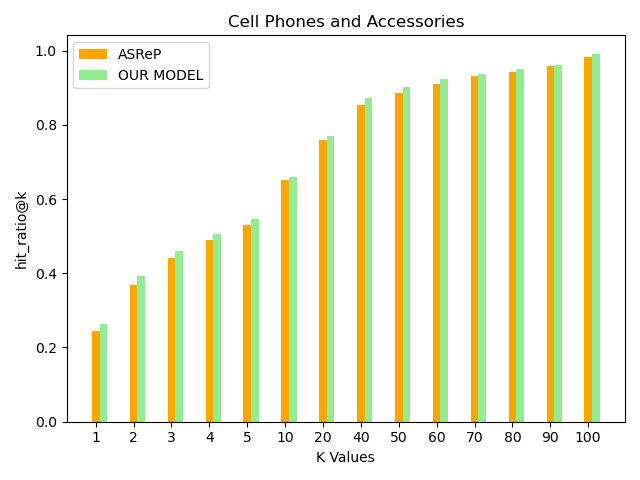 Cell Phones and Accessories
ASReP
OUR MODEL
hit_ratio@k
1.0
0.8
0.6
0.4
0.2
0.0
1 2 3 4 5 10 20 40 50 60 70 80 90 100
K Values